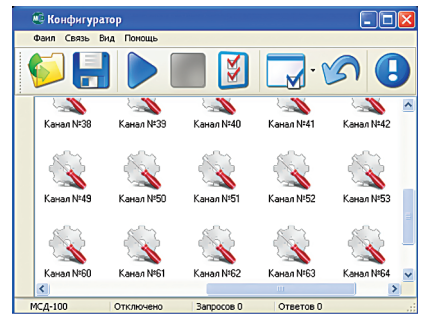 Конфигуратор
Файл Связь Вид Помощь
Канал №38 Канал №39 Канал №40 Канал №41 Канал №42
Канал №49 Канал №50 Канал №51 Канал №52 Канал №53
Канал №60 Канал №61 Канал №62 Канал №63 Канал №64
МСД-100 Отключено Запросов 0 Ответов 0